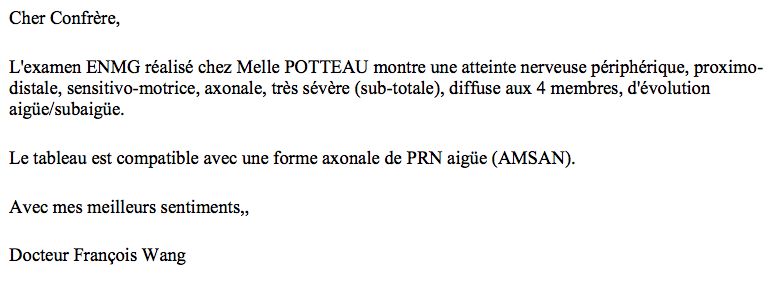 Cher Confrère,
L'examen ENMG réalisé chez Melle POTTEAU montre une atteinte nerveuse périphérique, proximo-
distale, sensitivo-motrice, axonale, très sévère (sub-totale), diffuse aux 4 membres, d'évolution
aigüe/subaigüe.
Le tableau est compatible avec une forme axonale de PRN aigüe (AMSAN).
Avec mes meilleurs sentiments,,
Docteur François Wang